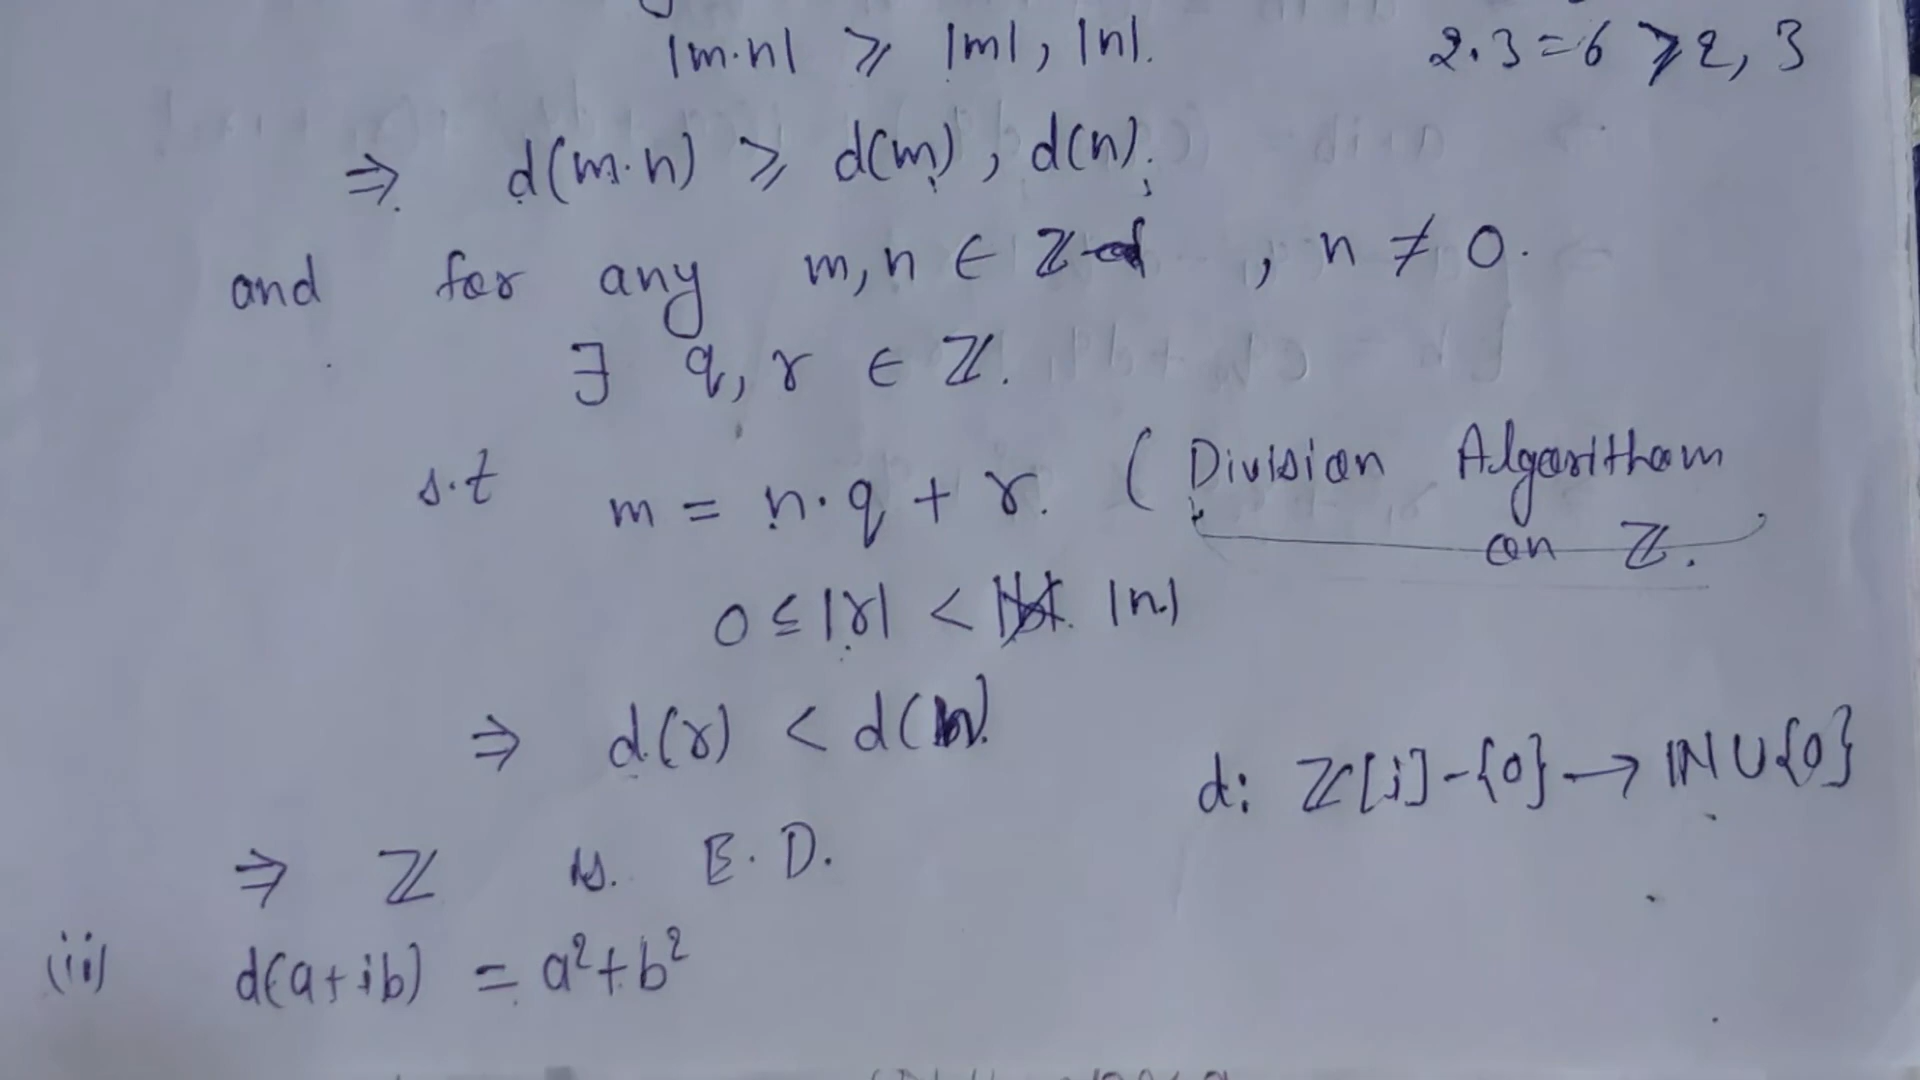 |m.n| ⩾ |m|, |n|. 2.3=6 ⩾ 2, 3
⇒ d(m.n) ⩾ d(m), d(n).
and for any m, n ∈ ℤ , n ≠ 0.
∃ q, r ∈ ℤ.
s.t m = n.q + r. (Division Algoritham
on ℤ.
0 ≤ |r| < |n|
⇒ d(r) < d(n)
d: ℤ[i]-{0} → ℕ ∪ {0}
⇒ ℤ is. E.D.
(ii) d(a+ib) = a²+b²